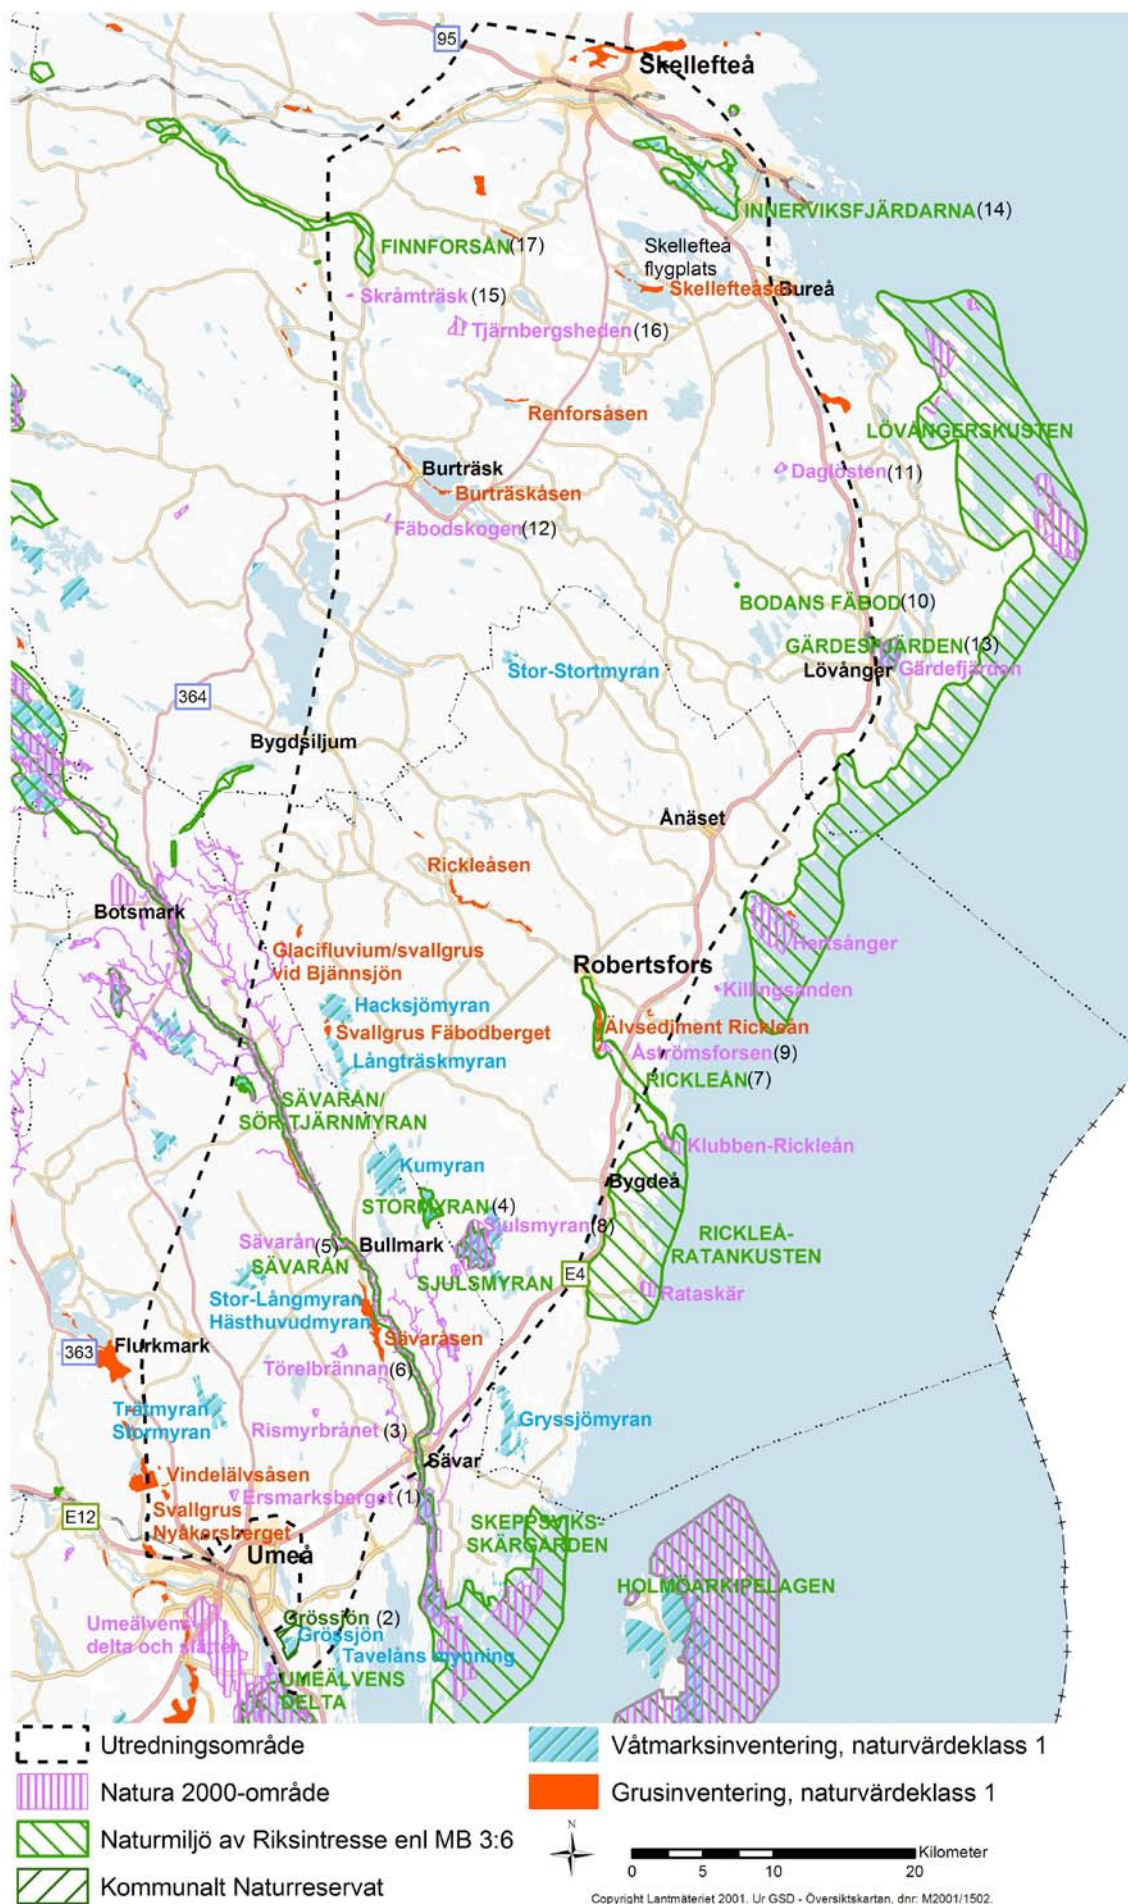 95
Skellefteå
INNERVIKSFJÄRDARNA (14)
FINNFORSÅN (17)
Skellefteå
flygplats
Skellefteåsen
Bureå
Skråmträsk (15)
Tjärnbergsheden (16)
Renforsåsen
LÖVÅNGERSKUSTEN
Burträsk
Daglösten (11)
Burträskåsen
Fäbodskogen (12)
BODANS FÄBOD (10)
GÄRDESFJÄRDEN (13)
Stor-Stortmyran
Lövånger
Gärdefjärden
364
Bygdsiljum
Ånäset
Rickleåsen
Botsmark
Hertsånger
Glacifluvium/svallgrus
vid Bjännsjön
Robertsfors
Killingsanden
Hacksjömyran
Svallgrus Fäbodberget
Älvsediment Rickleån
Långträskmyran
Åströmsforsen (9)
RICKLEÅN (7)
SÄVARÅN/
SÖR-TJÄRNMYRAN
Klubben-Rickleån
Kumyran
Bygdeå
STORMYRAN (4)
Sjulsmyran (8)
RICKLEÅ-
RATANKUSTEN
Sävarån (5)
Bullmark
SÄVARÅN
SJULSMYRAN
E4
Rataskär
Stor-Långmyran
Hästhuvudmyran
Sävaråsen
363
Flurkmark
Törelbrännan (6)
Trätmyran
Stormyran
Rismyrbrånet (3)
Gryssjömyran
Sävar
Vindelälvsåsen
Ersmarksberget (1)
E12
Svallgrus
Nyåkersberget
SKEPPSVIKS-
SKÄRGÅRDEN
Umeå
HOLMÖARKIPELAGEN
Grössjön (2)
Grössjön
Umeälvens
delta och slätter
Tavelåns mynning
UMEÄLVENS
DELTA
Utredningsområde
Våtmarksinventering, naturvärdeklass 1
Natura 2000-område
Grusinventering, naturvärdeklass 1
Naturmiljö av Riksintresse enl MB 3:6
Kommunalt Naturreservat
N
Kilometer
0 5 10 20
Copyright Lantmäteriet 2001. Ur GSD - Översiktskartan, dnr: M2001/1502.